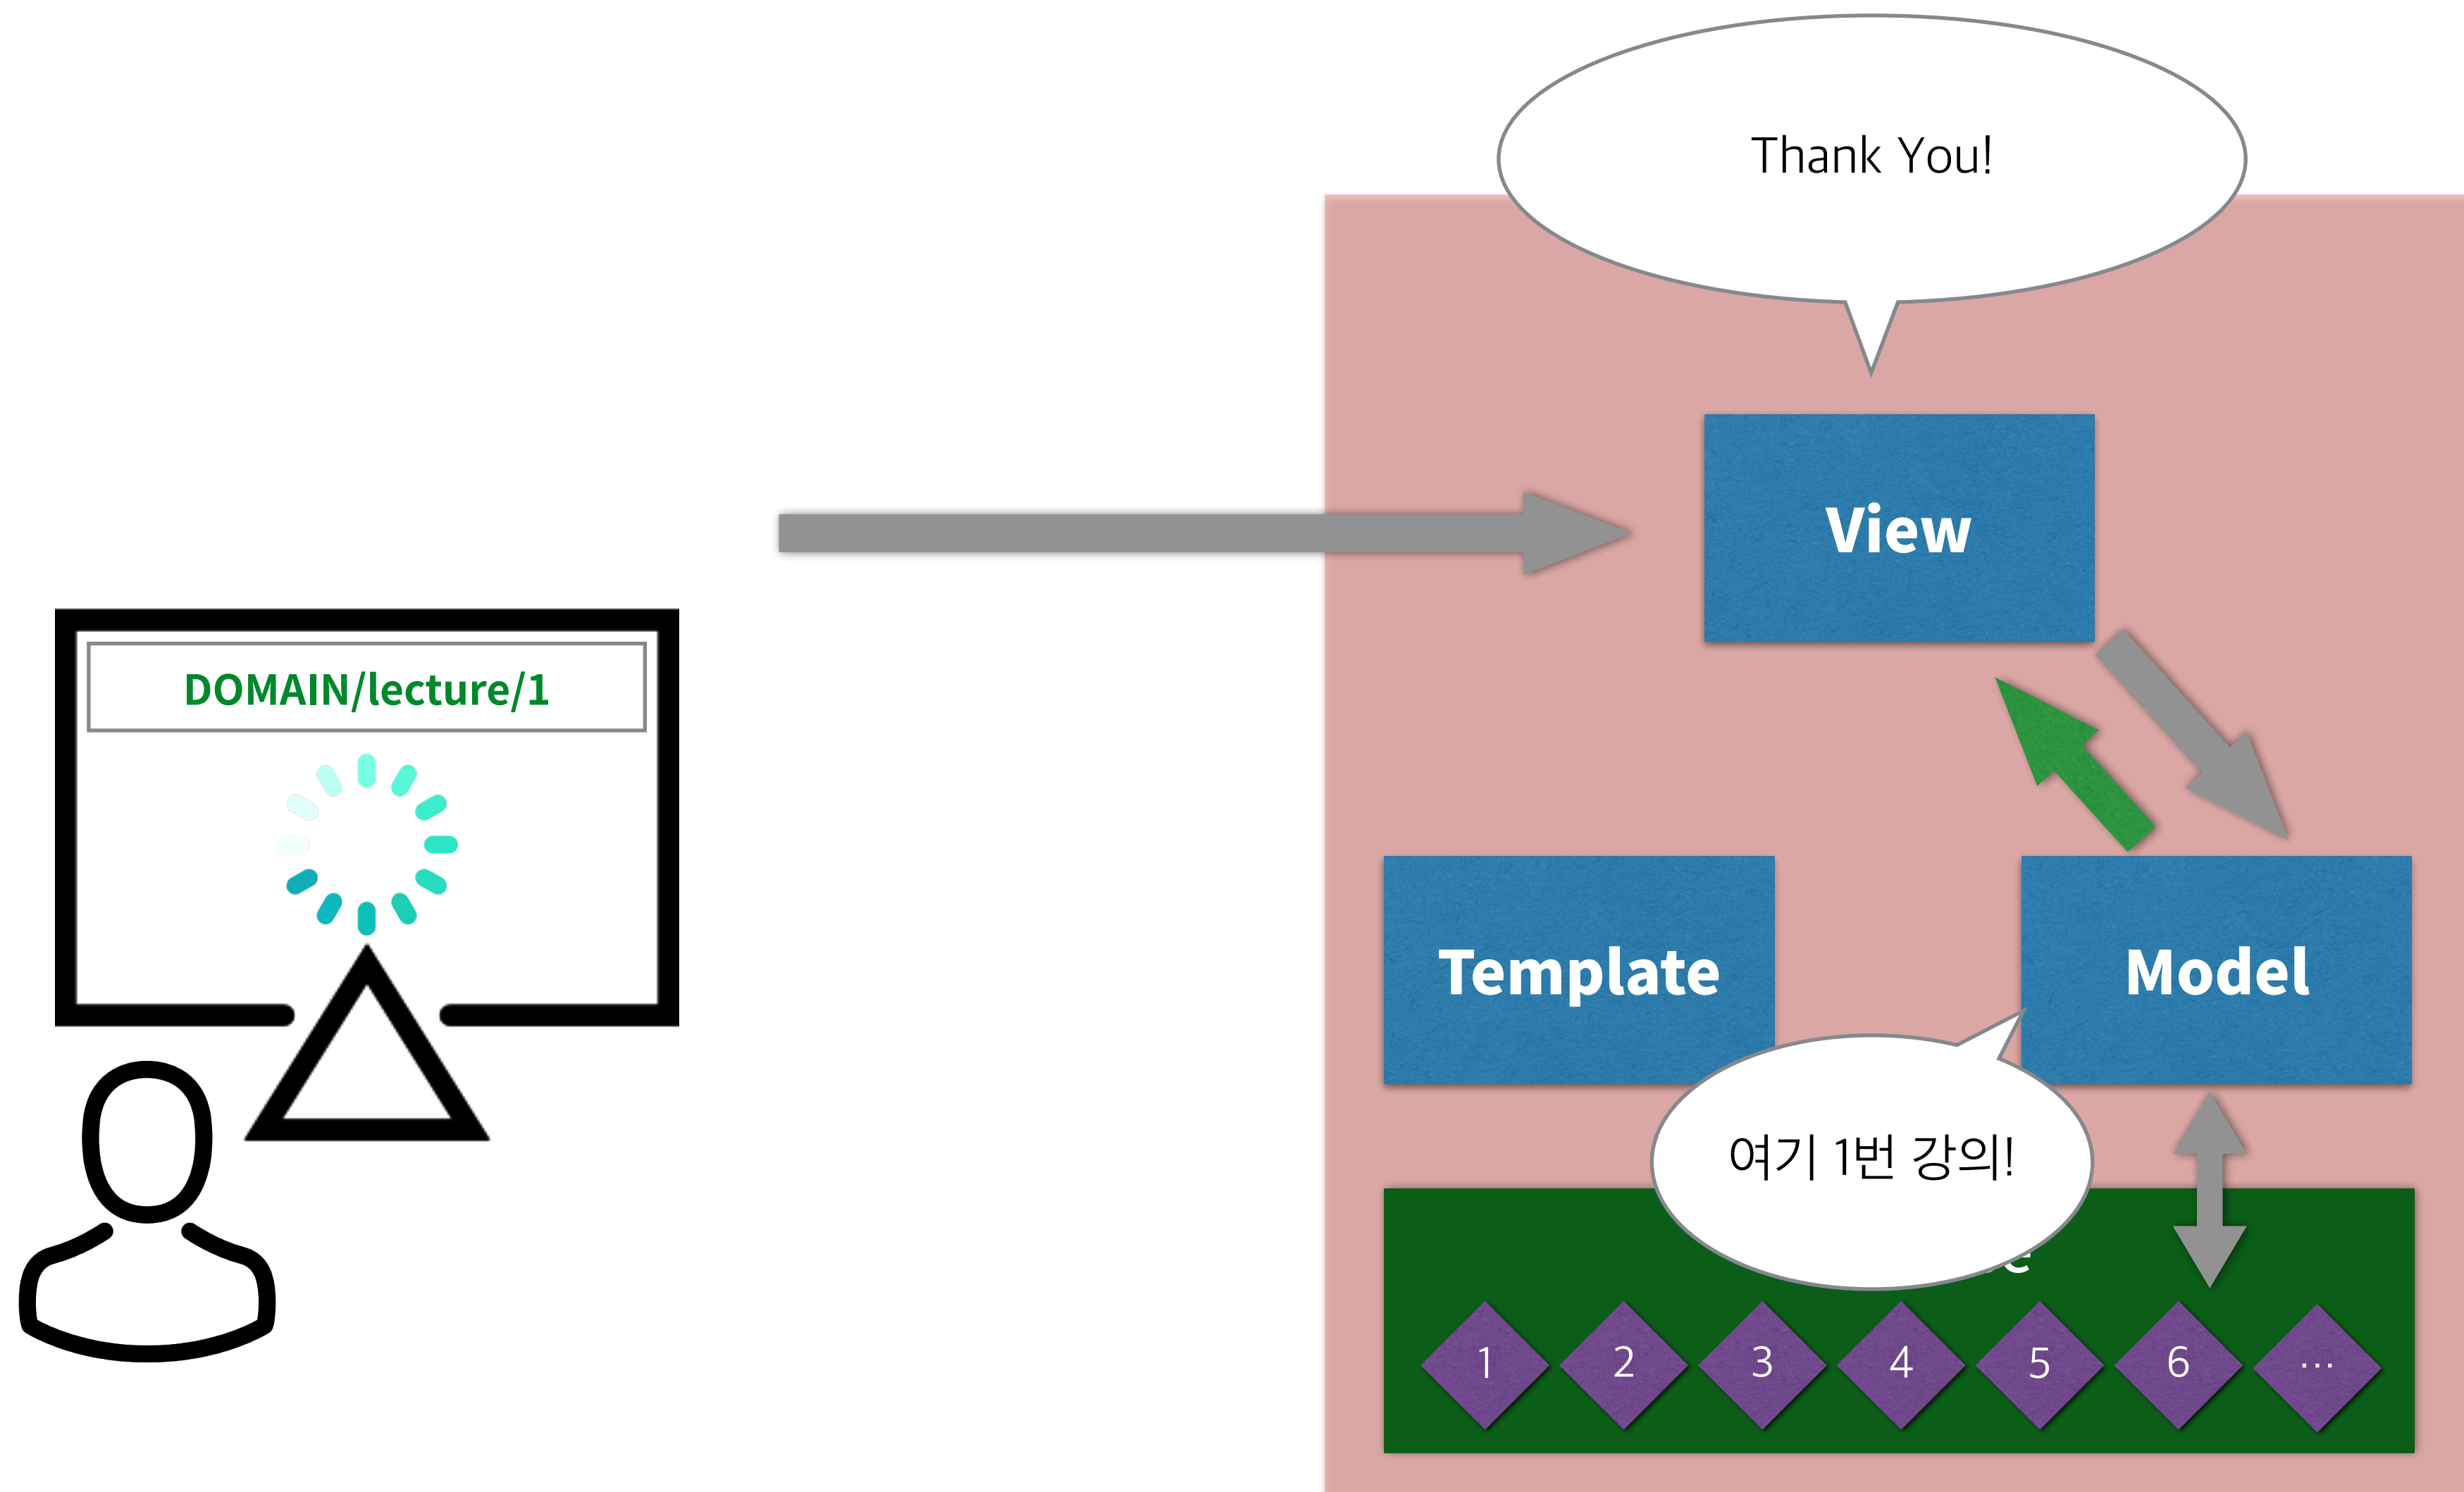 Thank You!
View
DOMAIN/lecture/1
Template
Model
여기 1번 강의!
1
2
3
4
5
6
...